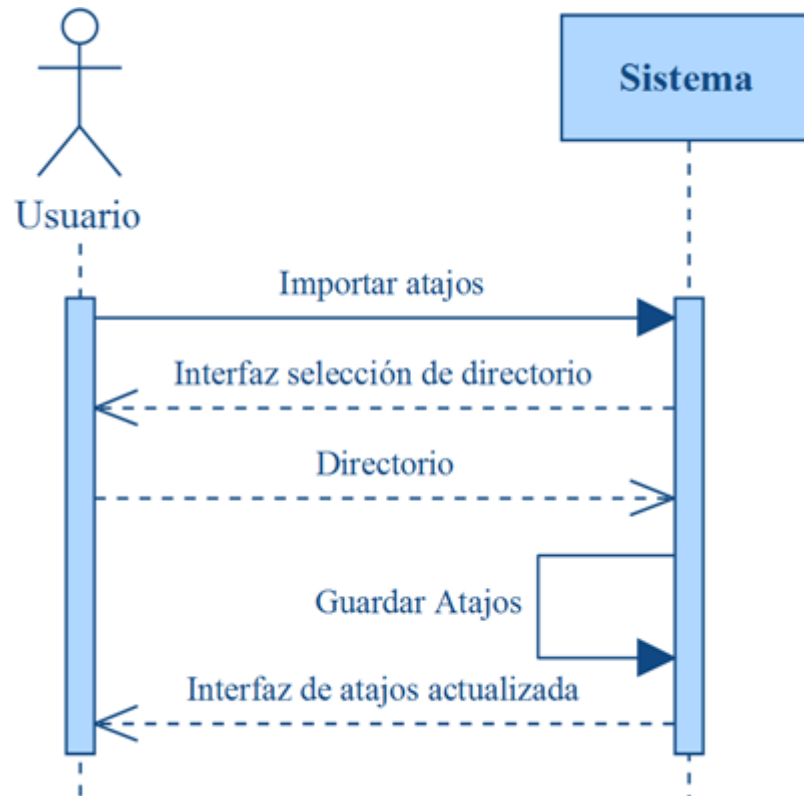 Sistema
Usuario
Importar atajos
Interfaz selección de directorio
Directorio
Guardar Atajos
Interfaz de atajos actualizada